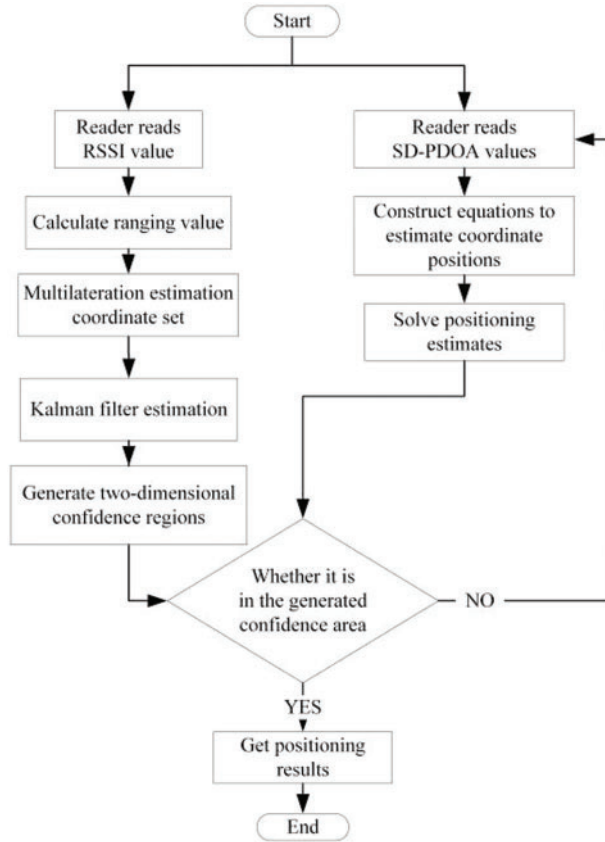 Start
Reader reads
RSSI value
Calculate ranging value
Multilateration estimation
coordinate set
Kalman filter estimation
Generate two-dimensional
confidence regions
Reader reads
SD-PDOA values
Construct equations to
estimate coordinate
positions
Solve positioning
estimates
Whether it is
in the generated
confidence area
NO
YES
Get positioning
results
End